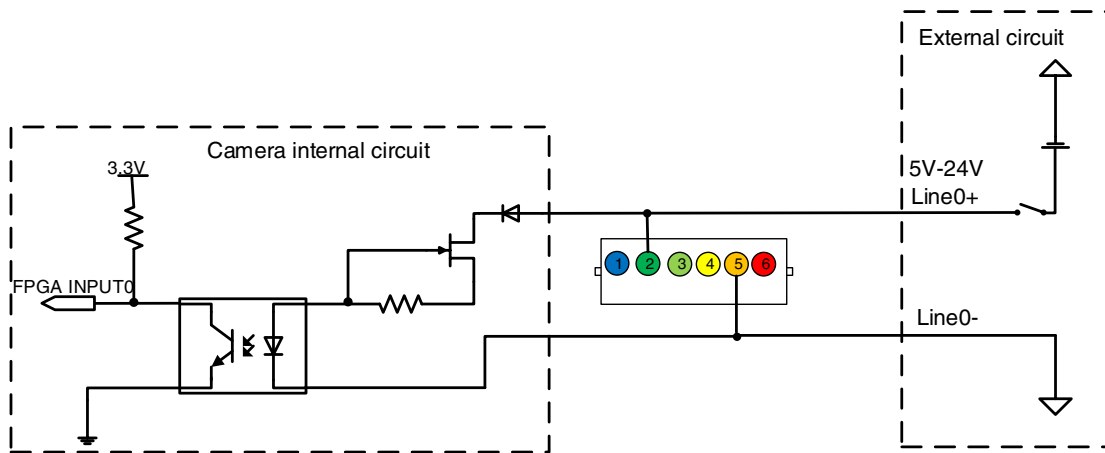 External circuit
Camera internal circuit
3.3V
5V-24V
Line0+
1 2 3 4 5 6
FPGA INPUT0
Line0-